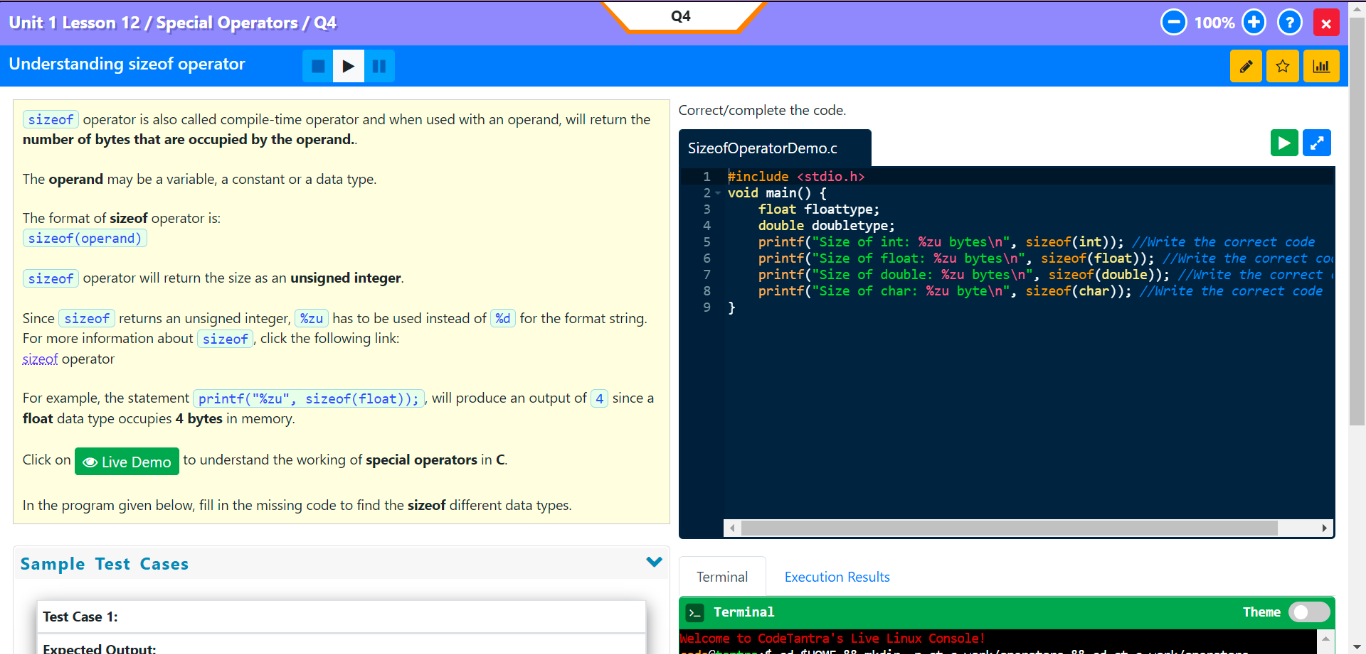 Unit 1 Lesson 12 / Special Operators / Q4
Q4
100%
Understanding sizeof operator
sizeof operator is also called compile-time operator and when used with an operand, will return the
number of bytes that are occupied by the operand..
The operand may be a variable, a constant or a data type.
The format of sizeof operator is:
sizeof(operand)
sizeof operator will return the size as an unsigned integer.
Since sizeof returns an unsigned integer, %zu has to be used instead of %d for the format string.
For more information about sizeof, click the following link:
sizeof operator
For example, the statement printf("%zu", sizeof(float));, will produce an output of 4 since a
float data type occupies 4 bytes in memory.
Click on Live Demo to understand the working of special operators in C.
In the program given below, fill in the missing code to find the sizeof different data types.
Sample Test Cases
Test Case 1:
Expected Output:
Correct/complete the code.
SizeofOperatorDemo.c
1 #include <stdio.h>
2 void main() {
3 float floattype;
4 double doubletype;
5 printf("Size of int: %zu bytes\n", sizeof(int)); //Write the correct code
6 printf("Size of float: %zu bytes\n", sizeof(float)); //Write the correct co
7 printf("Size of double: %zu bytes\n", sizeof(double)); //Write the correct
8 printf("Size of char: %zu byte\n", sizeof(char)); //Write the correct code
9 }
Terminal Execution Results
>_ Terminal Theme
Welcome to CodeTantra's Live Linux Console!